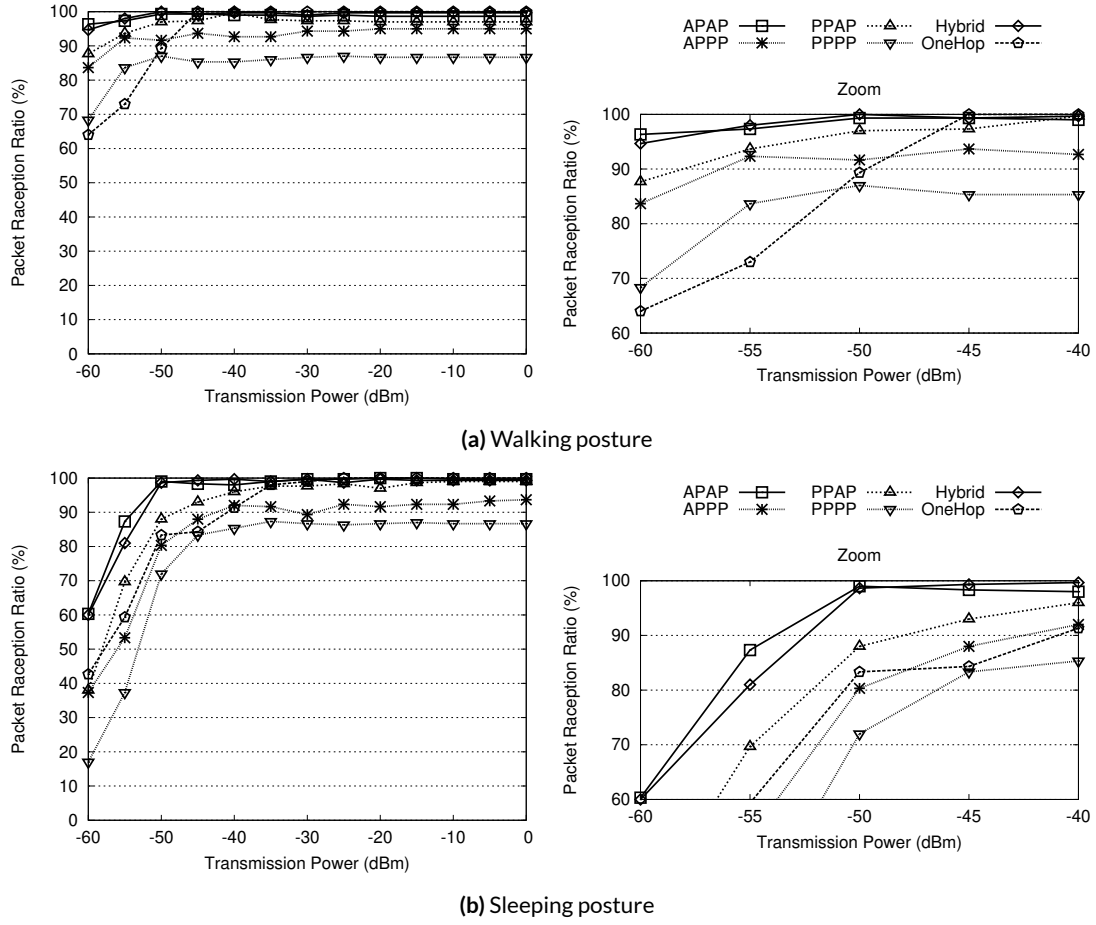 100
90
80
70
60
50
40
30
20
10
0
Packet Raception Ratio (%)
-60 -50 -40 -30 -20 -10 0
Transmission Power (dBm)
APAP PPAP Hybrid
APPP PPPP OneHop
Zoom
100
90
80
70
60
Packet Raception Ratio (%)
-60 -55 -50 -45 -40
Transmission Power (dBm)
(a) Walking posture
100
90
80
70
60
50
40
30
20
10
0
Packet Raception Ratio (%)
-60 -50 -40 -30 -20 -10 0
Transmission Power (dBm)
APAP PPAP Hybrid
APPP PPPP OneHop
Zoom
100
90
80
70
60
Packet Raception Ratio (%)
-60 -55 -50 -45 -40
Transmission Power (dBm)
(b) Sleeping posture